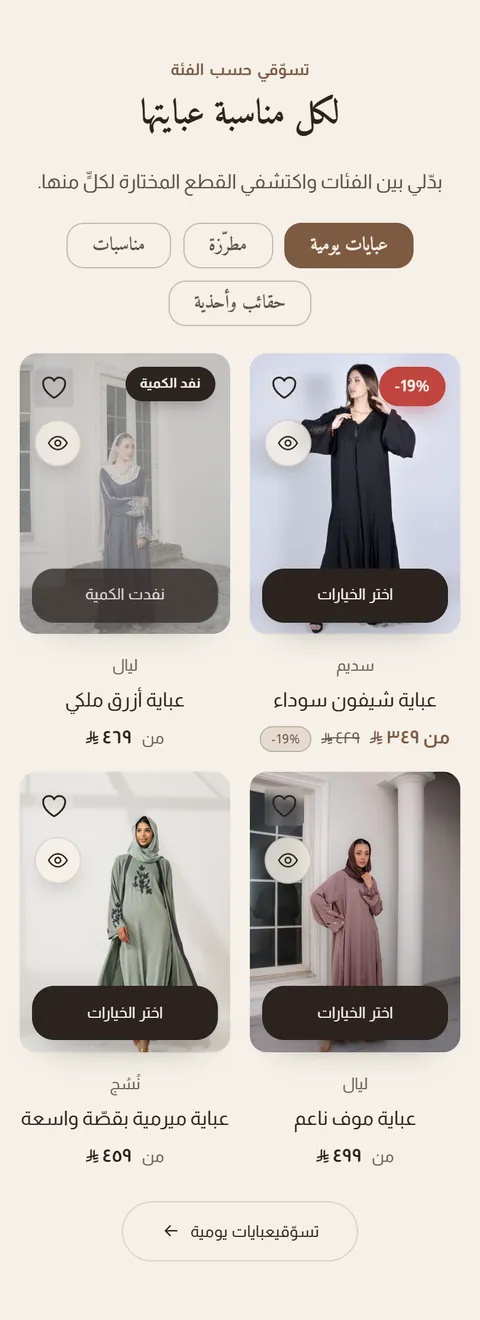 تسوّقي حسب الفئة
لكل مناسبة عبايتها
بدّلي بين الفئات واكتشفي القطع المختارة لكلٍّ منها.
عبايات يومية
مطرّزة
مناسبات
حقائب وأحذية
-19%
اختر الخيارات
سديم
عباية شيفون سوداء
من ٣٤٩ ⃁ ٤٢٩ ⃁ -19%
نفد الكمية
نفدت الكمية
ليال
عباية أزرق ملكي
من ٤٦٩ ⃁
اختر الخيارات
ليال
عباية موف ناعم
من ٤٩٩ ⃁
اختر الخيارات
نُسُج
عباية ميرمية بقصّة واسعة
من ٤٥٩ ⃁
تسوّقيعبايات يومية ←